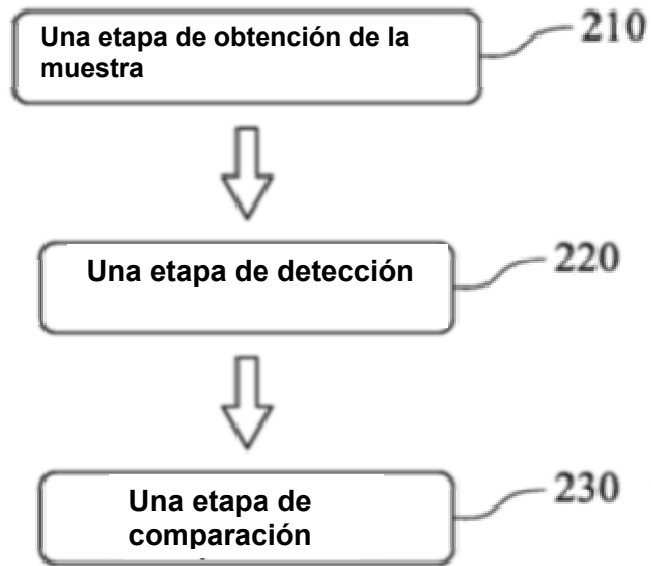 Una etapa de obtención de la
muestra
210
Una etapa de detección
220
Una etapa de
comparación
230